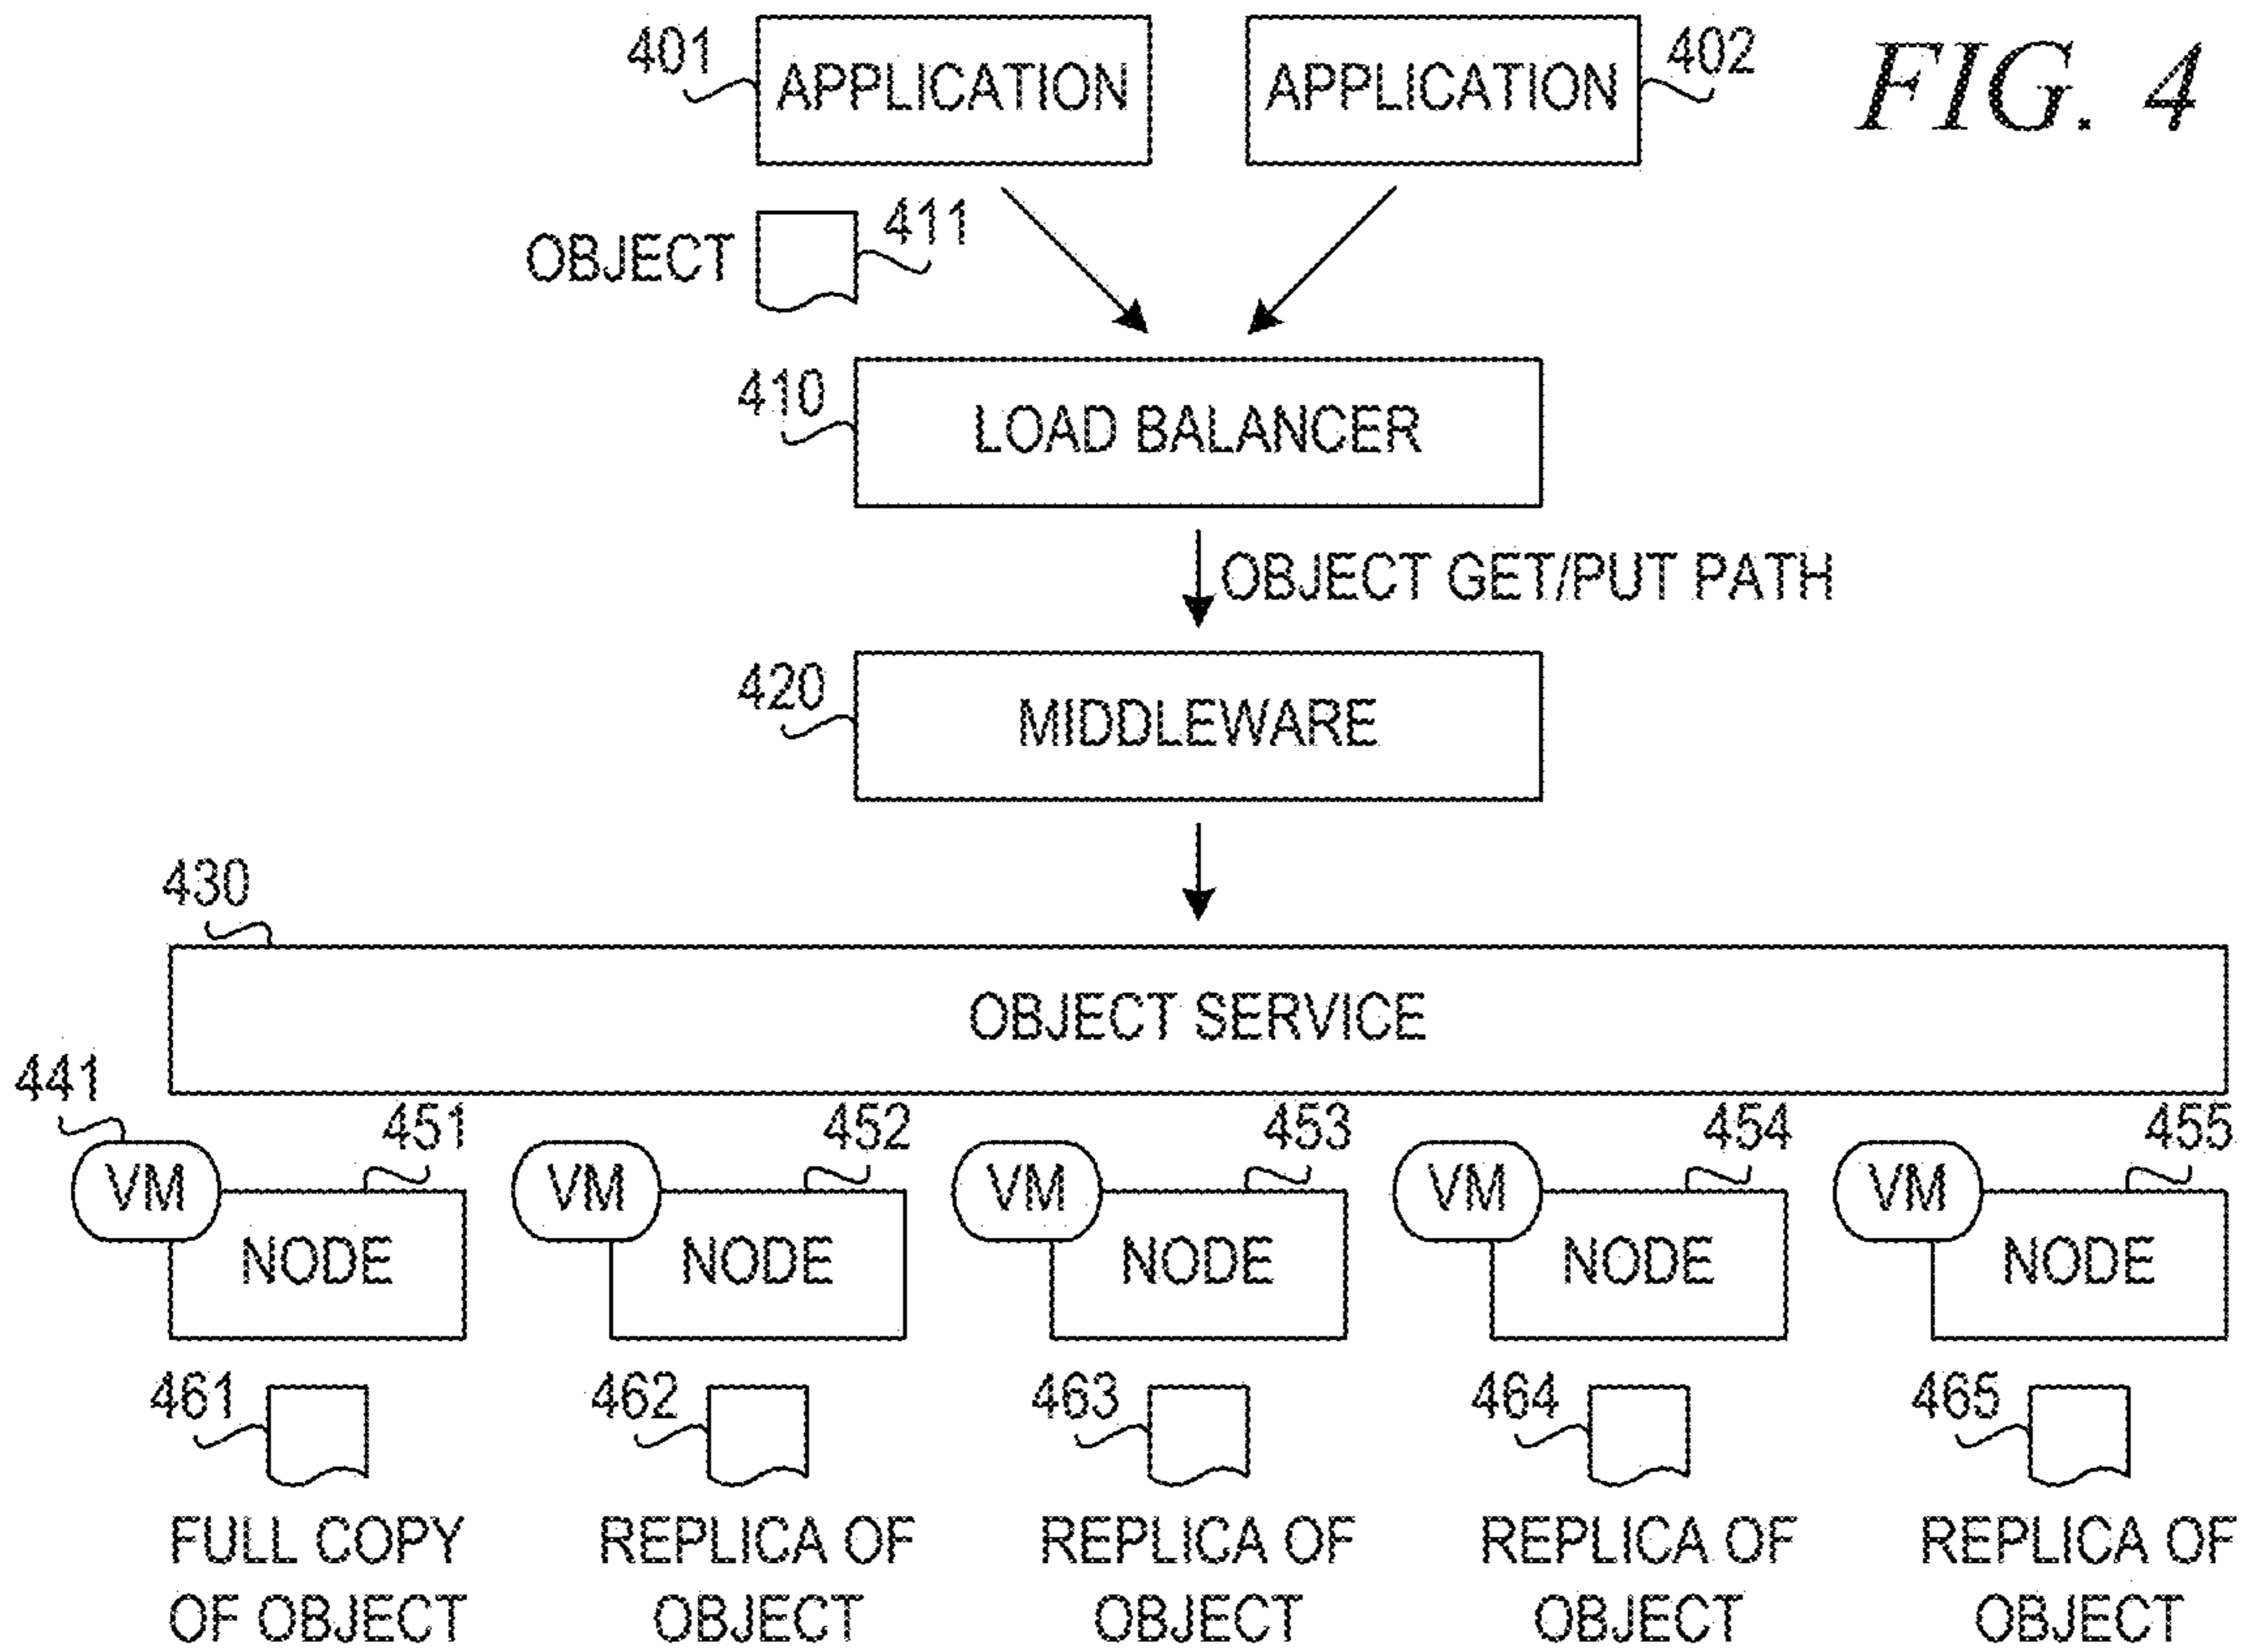 401
APPLICATION
APPLICATION
402
FIG. 4
OBJECT
411
410
LOAD BALANCER
OBJECT GET/PUT PATH
420
MIDDLEWARE
430
OBJECT SERVICE
441
451
452
453
454
455
VM
VM
VM
VM
VM
NODE
NODE
NODE
NODE
NODE
461
462
463
464
465
FULL COPY
OF OBJECT
REPLICA OF
OBJECT
REPLICA OF
OBJECT
REPLICA OF
OBJECT
REPLICA OF
OBJECT